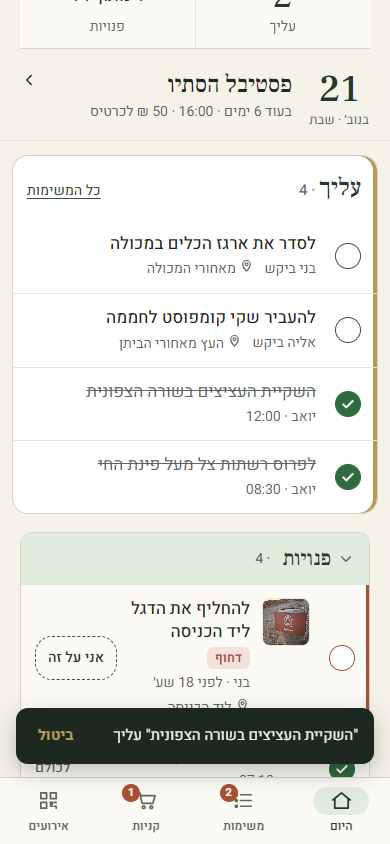 עליך
פנויות
21
בנוב' · שבת
פסטיבל הסתיו
בעוד 6 ימים · 16:00 · 50 ₪ לכרטיס
עליך · 4
כל המשימות
לסדר את ארגז הכלים במכולה
בני ביקש מאחורי המכולה
להעביר שקי קומפוסט לחממה
אליה ביקש העץ מאחורי הביתן
השקיית העציצים בשורה הצפונית
יואב · 12:00
לפרוס רשתות צל מעל פינת החי
יואב · 08:30
פנויות · 4
להחליף את הדגל
ליד הכניסה
דחוף
בני · לפני 18 שע'
אני על זה
"השקיית העציצים בשורה הצפונית" עליך
ביטול
לכולם
היום
2
משימות
1
קניות
אירועים